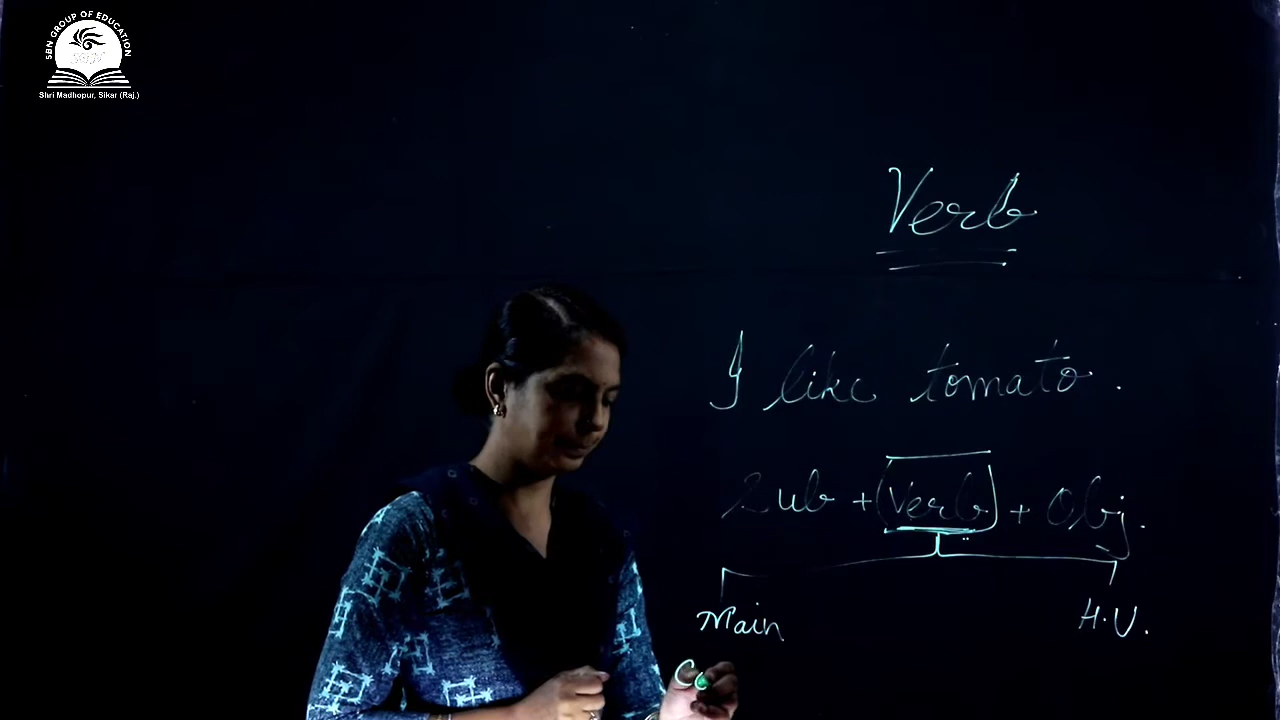 SBN GROUP OF EDUCATION
Shri Madhopur, Sikar (Raj.)
Verb
I like tomato.
Sub + (Verb) + Obj.
Main H.V.